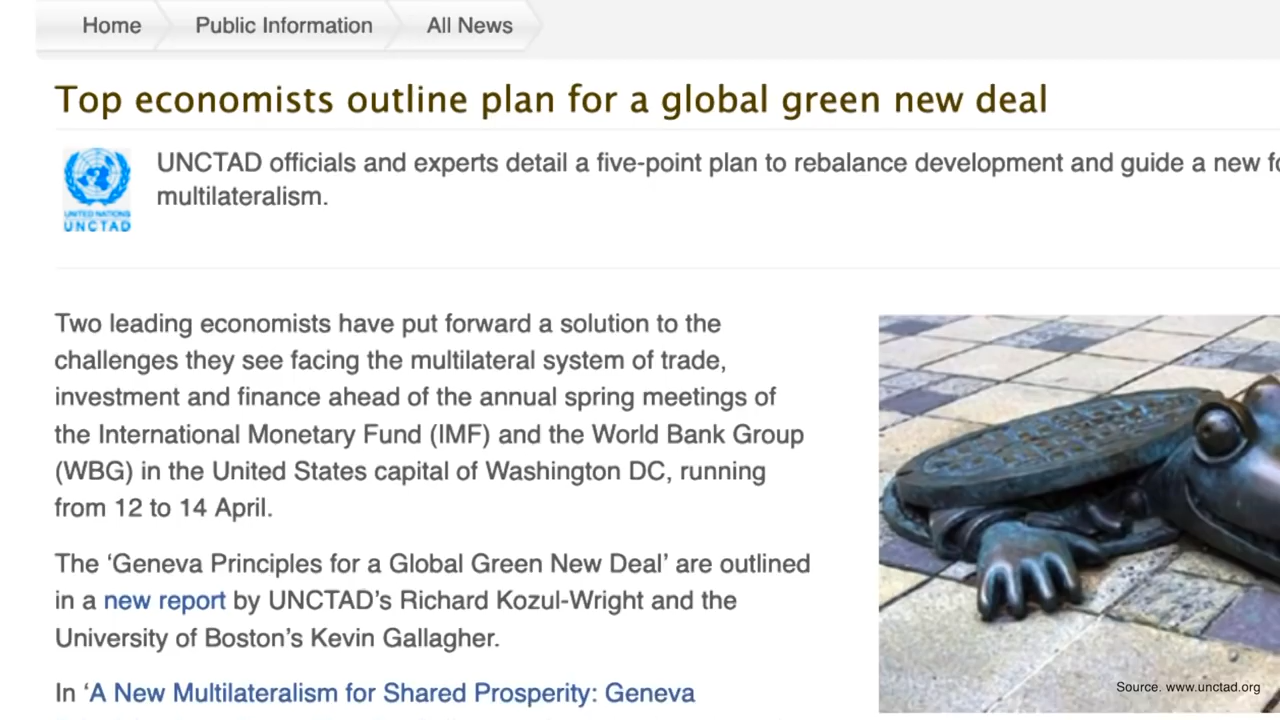 Home Public Information All News
Top economists outline plan for a global green new deal
UNCTAD officials and experts detail a five-point plan to rebalance development and guide a new
multilateralism.
UNITED NATIONS
UNCTAD
Two leading economists have put forward a solution to the
challenges they see facing the multilateral system of trade,
investment and finance ahead of the annual spring meetings of
the International Monetary Fund (IMF) and the World Bank Group
(WBG) in the United States capital of Washington DC, running
from 12 to 14 April.
The ‘Geneva Principles for a Global Green New Deal’ are outlined
in a new report by UNCTAD’s Richard Kozul-Wright and the
University of Boston’s Kevin Gallagher.
In ‘A New Multilateralism for Shared Prosperity: Geneva
Source. www.unctad.org